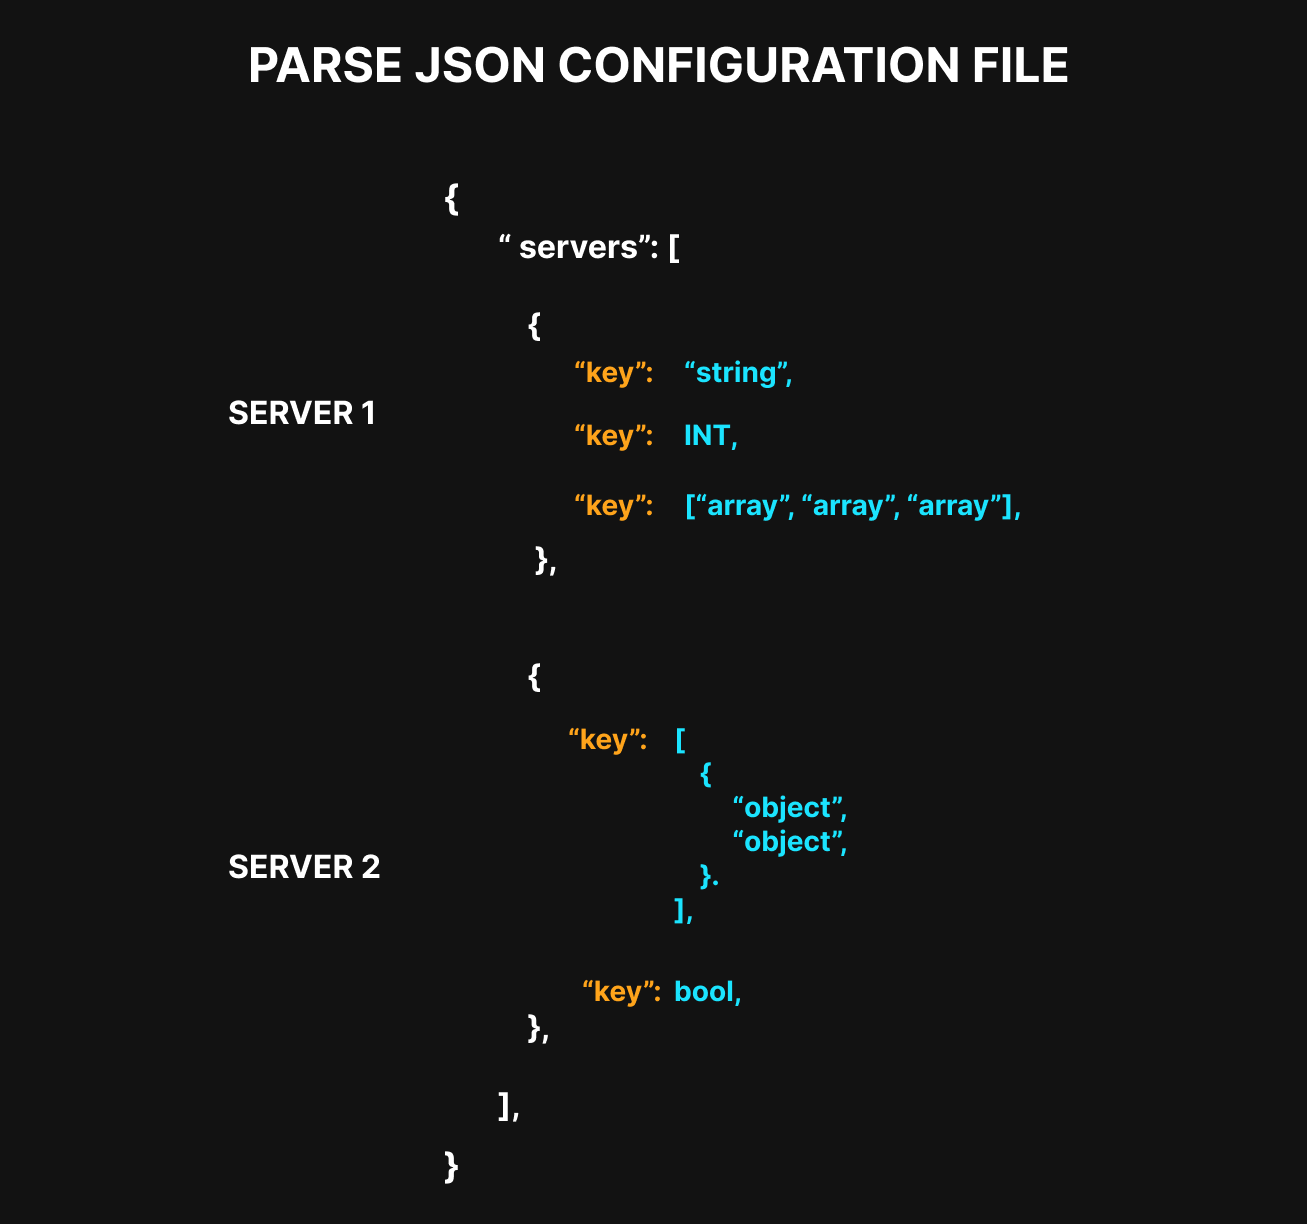 PARSE JSON CONFIGURATION FILE
{
“ servers”: [
{
“key”: “string”,
SERVER 1
“key”: INT,
“key”: [“array”, “array”, “array”],
},
{
“key”: [
{
“object”,
“object”,
SERVER 2
}.
],
“key”: bool,
},
],
}